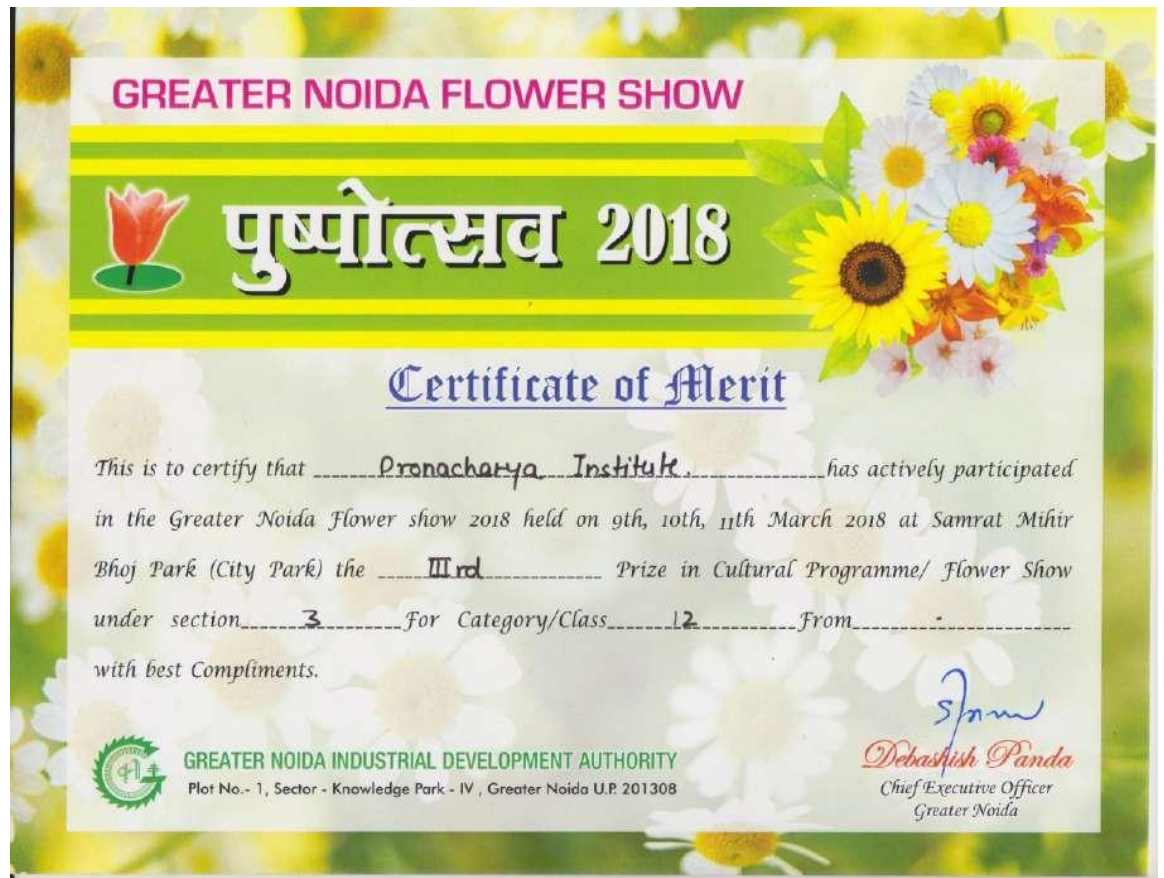 GREATER NOIDA FLOWER SHOW
पुष्पोत्सव 2018
Certificate of Merit
This is to certify that Dronacharya Institute. has actively participated
in the Greater Noida Flower show 2018 held on 9th, 10th, 11th March 2018 at Samrat Mihir
Bhoj Park (City Park) the IIIrd Prize in Cultural Programme/ Flower Show
under section 3 For Category/Class 12 From -
with best Compliments.
GREATER NOIDA INDUSTRIAL DEVELOPMENT AUTHORITY
Plot No.- 1, Sector - Knowledge Park - IV , Greater Noida U.P. 201308
Debashish Panda
Chief Executive Officer
Greater Noida